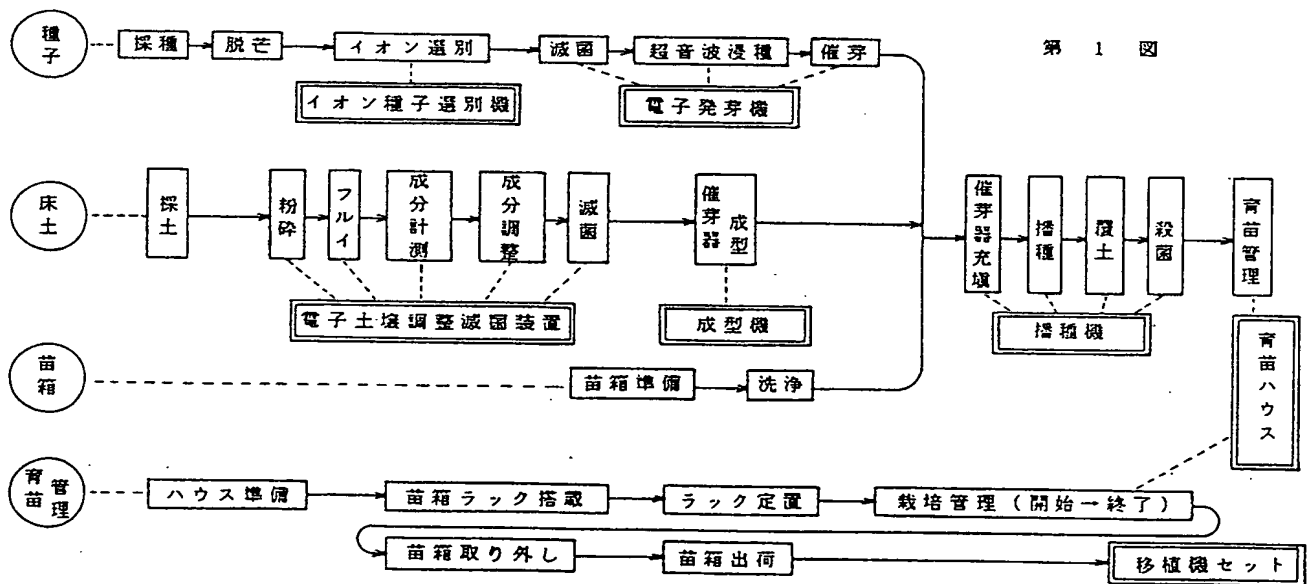 第1図
種子
採種
脱芒
イオン選別
滅菌
超音波浸種
催芽
イオン種子選別機
電子発芽機
床土
採土
粉砕
フルイ
成分計測
成分調整
滅菌
催芽器成型
催芽器充塡
播種
覆土
殺菌
育苗管理
電子土壌調整滅菌装置
成型機
播種機
育苗ハウス
苗箱
苗箱準備
洗浄
育苗管理
ハウス準備
苗箱ラック搭載
ラック定置
栽培管理(開始→終了)
苗箱取り外し
苗箱出荷
移植機セット